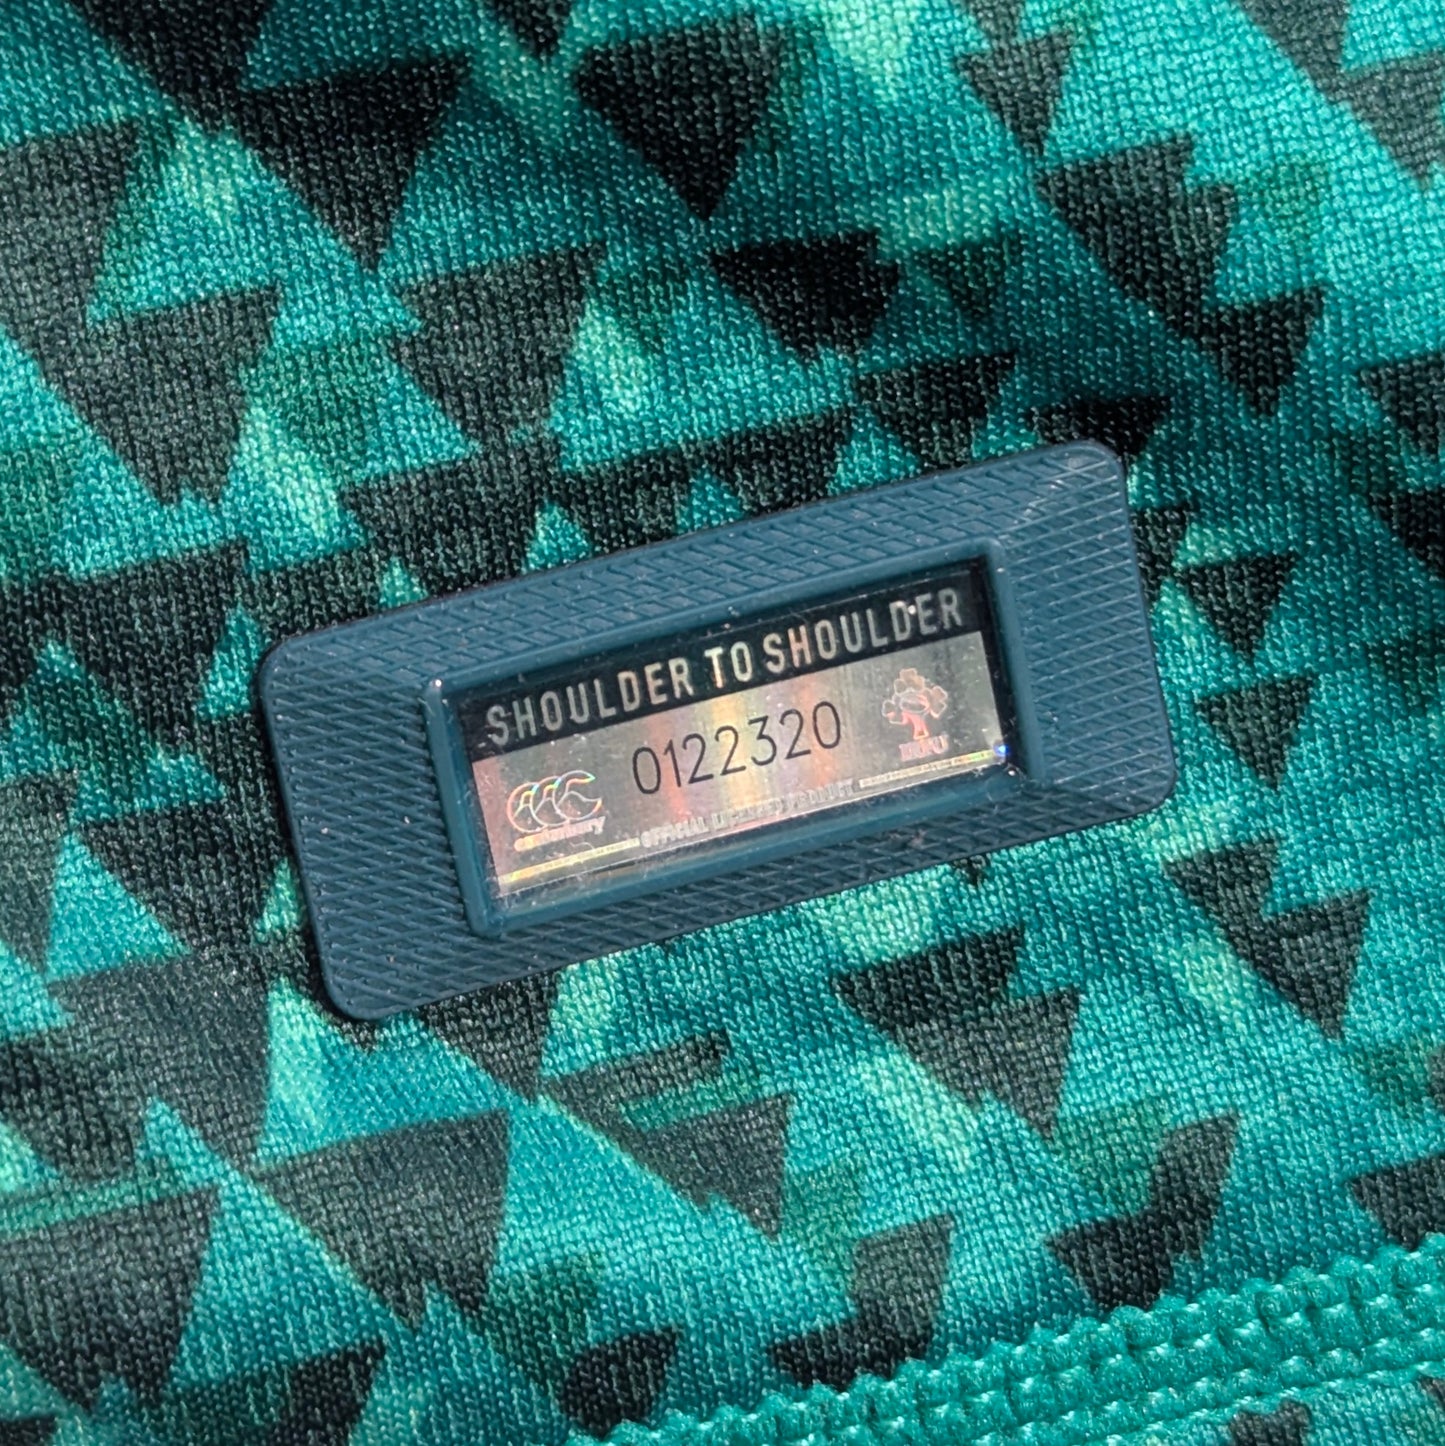 SHOULDER TO SHOULDER
0122320
IRFU
canterbury
OFFICIAL LICENSED PRODUCT